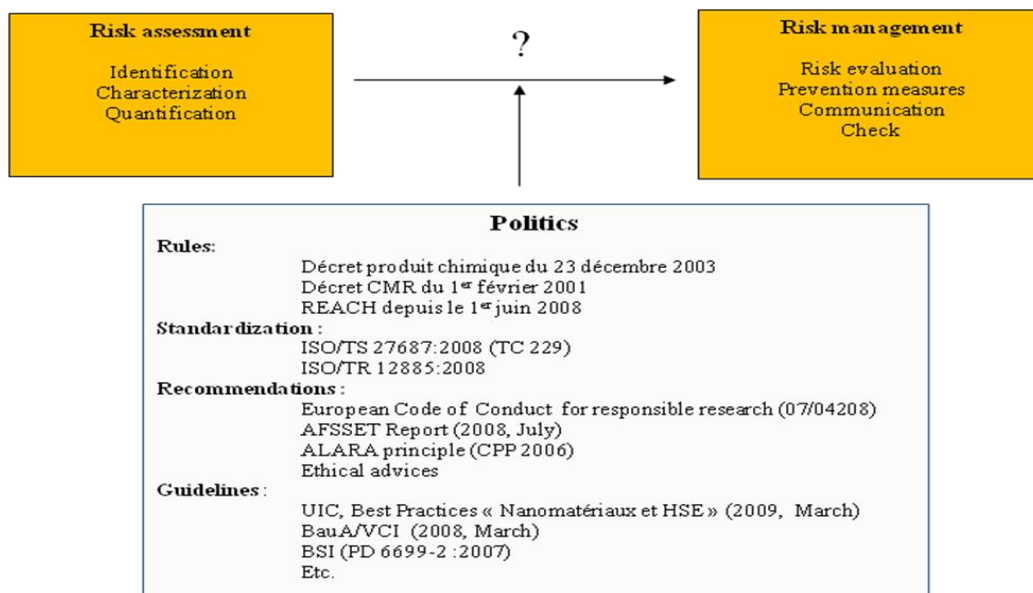 Risk assessment
Identification
Characterization
Quantification
?
Risk management
Risk evaluation
Prevention measures
Communication
Check
Politics
Rules:
Décret produit chimique du 23 décembre 2003
Décret CMR du 1er février 2001
REACH depuis le 1er juin 2008
Standardization :
ISO/TS 27687:2008 (TC 229)
ISO/TR 12885:2008
Recommendations :
European Code of Conduct for responsible research (07/04208)
AFSSET Report (2008, July)
ALARA principle (CPP 2006)
Ethical advices
Guidelines :
UIC, Best Practices « Nanomatériaux et HSE » (2009, March)
BauA/VCI (2008, March)
BSI (PD 6699-2 :2007)
Etc.